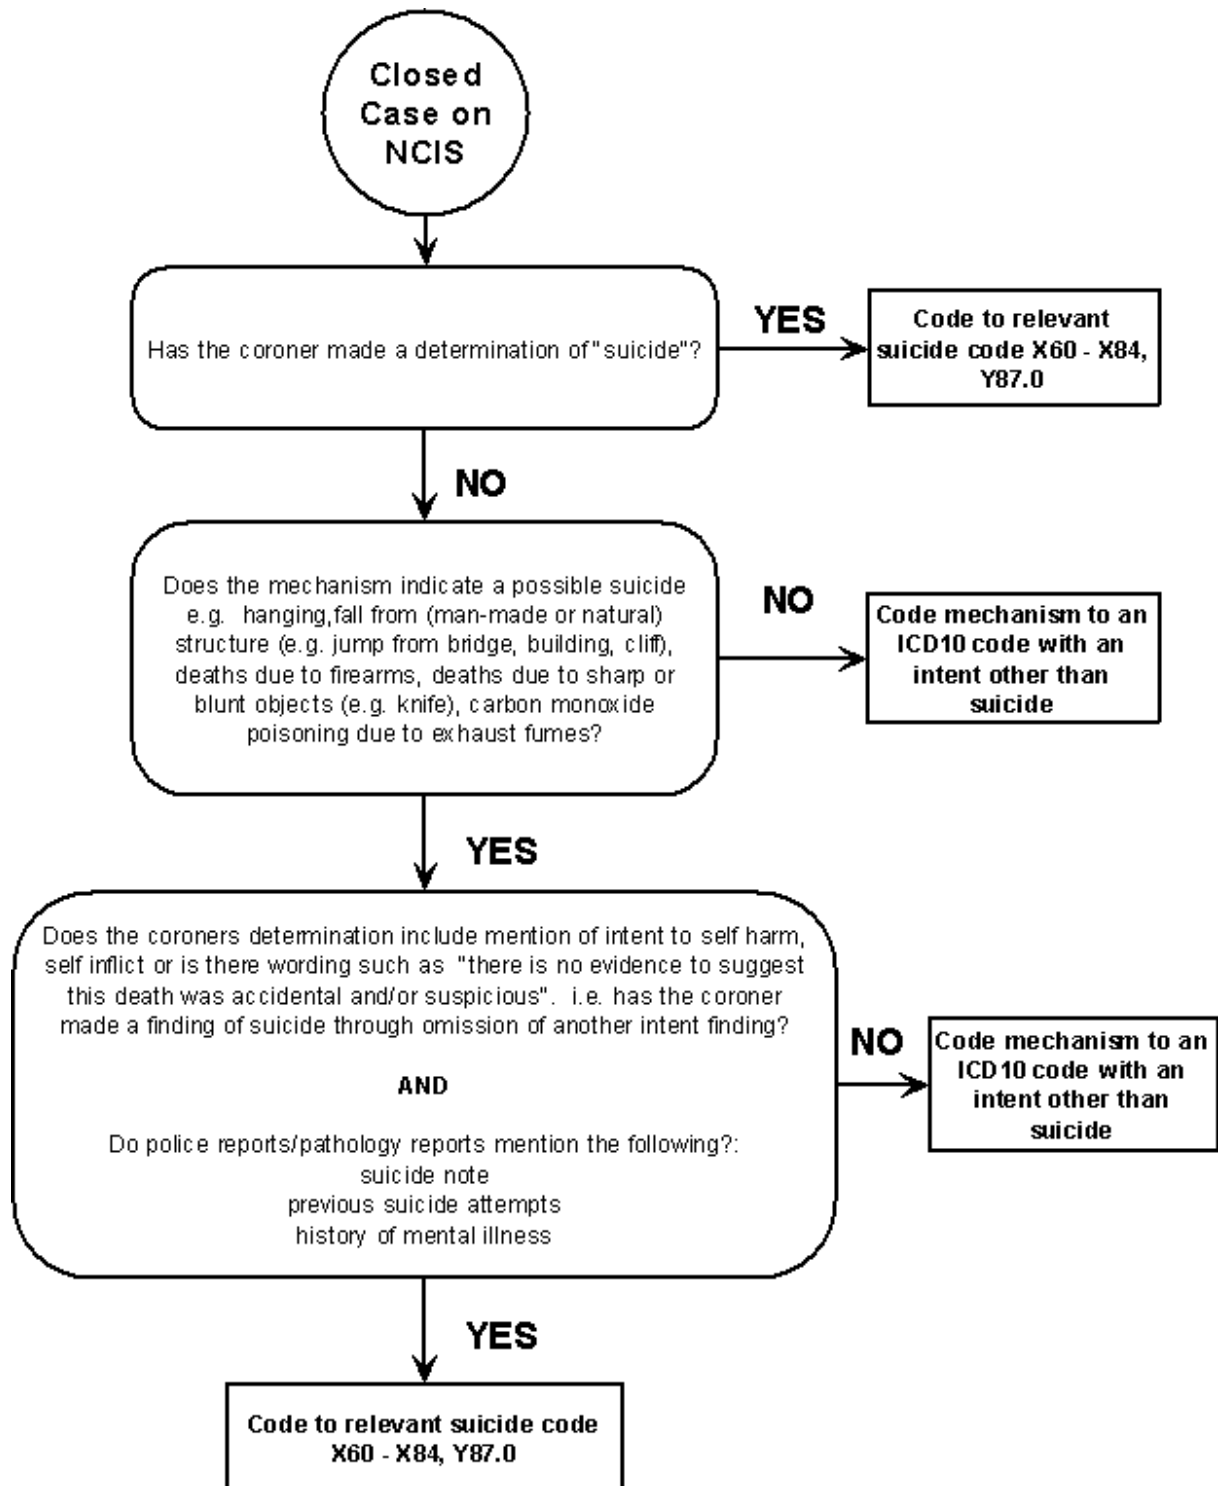 Closed
Case on
NCIS
Has the coroner made a determination of "suicide"?
YES
Code to relevant
suicide code X60 - X84,
Y87.0
NO
Does the mechanism indicate a possible suicide
e.g. hanging,fall from (man-made or natural)
structure (e.g. jump from bridge, building, cliff),
deaths due to firearms, deaths due to sharp or
blunt objects (e.g. knife), carbon monoxide
poisoning due to exhaust fumes?
NO
Code mechanism to an
ICD10 code with an
intent other than
suicide
YES
Does the coroners determination include mention of intent to self harm,
self inflict or is there wording such as "there is no evidence to suggest
this death was accidental and/or suspicious". i.e. has the coroner
made a finding of suicide through omission of another intent finding?
AND
Do police reports/pathology reports mention the following?:
suicide note
previous suicide attempts
history of mental illness
NO
Code mechanism to an
ICD10 code with an
intent other than
suicide
YES
Code to relevant suicide code
X60 - X84, Y87.0